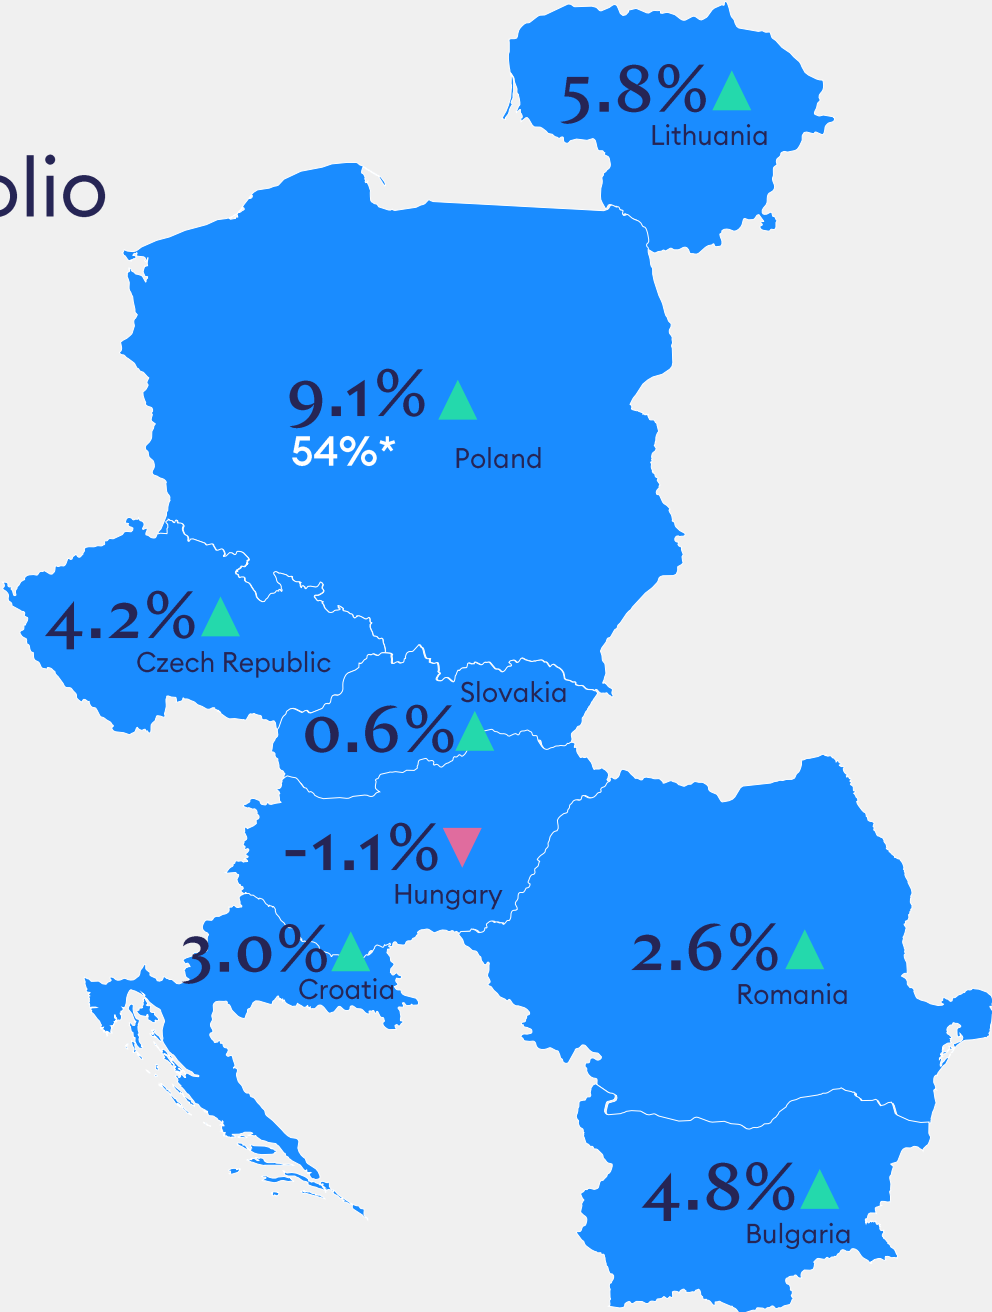 5.8%
Lithuania
olio
9.1%
54%*
Poland
4.2%
Czech Republic
Slovakia
0.6%
-1.1%
Hungary
3.0%
Croatia
2.6%
Romania
4.8%
Bulgaria